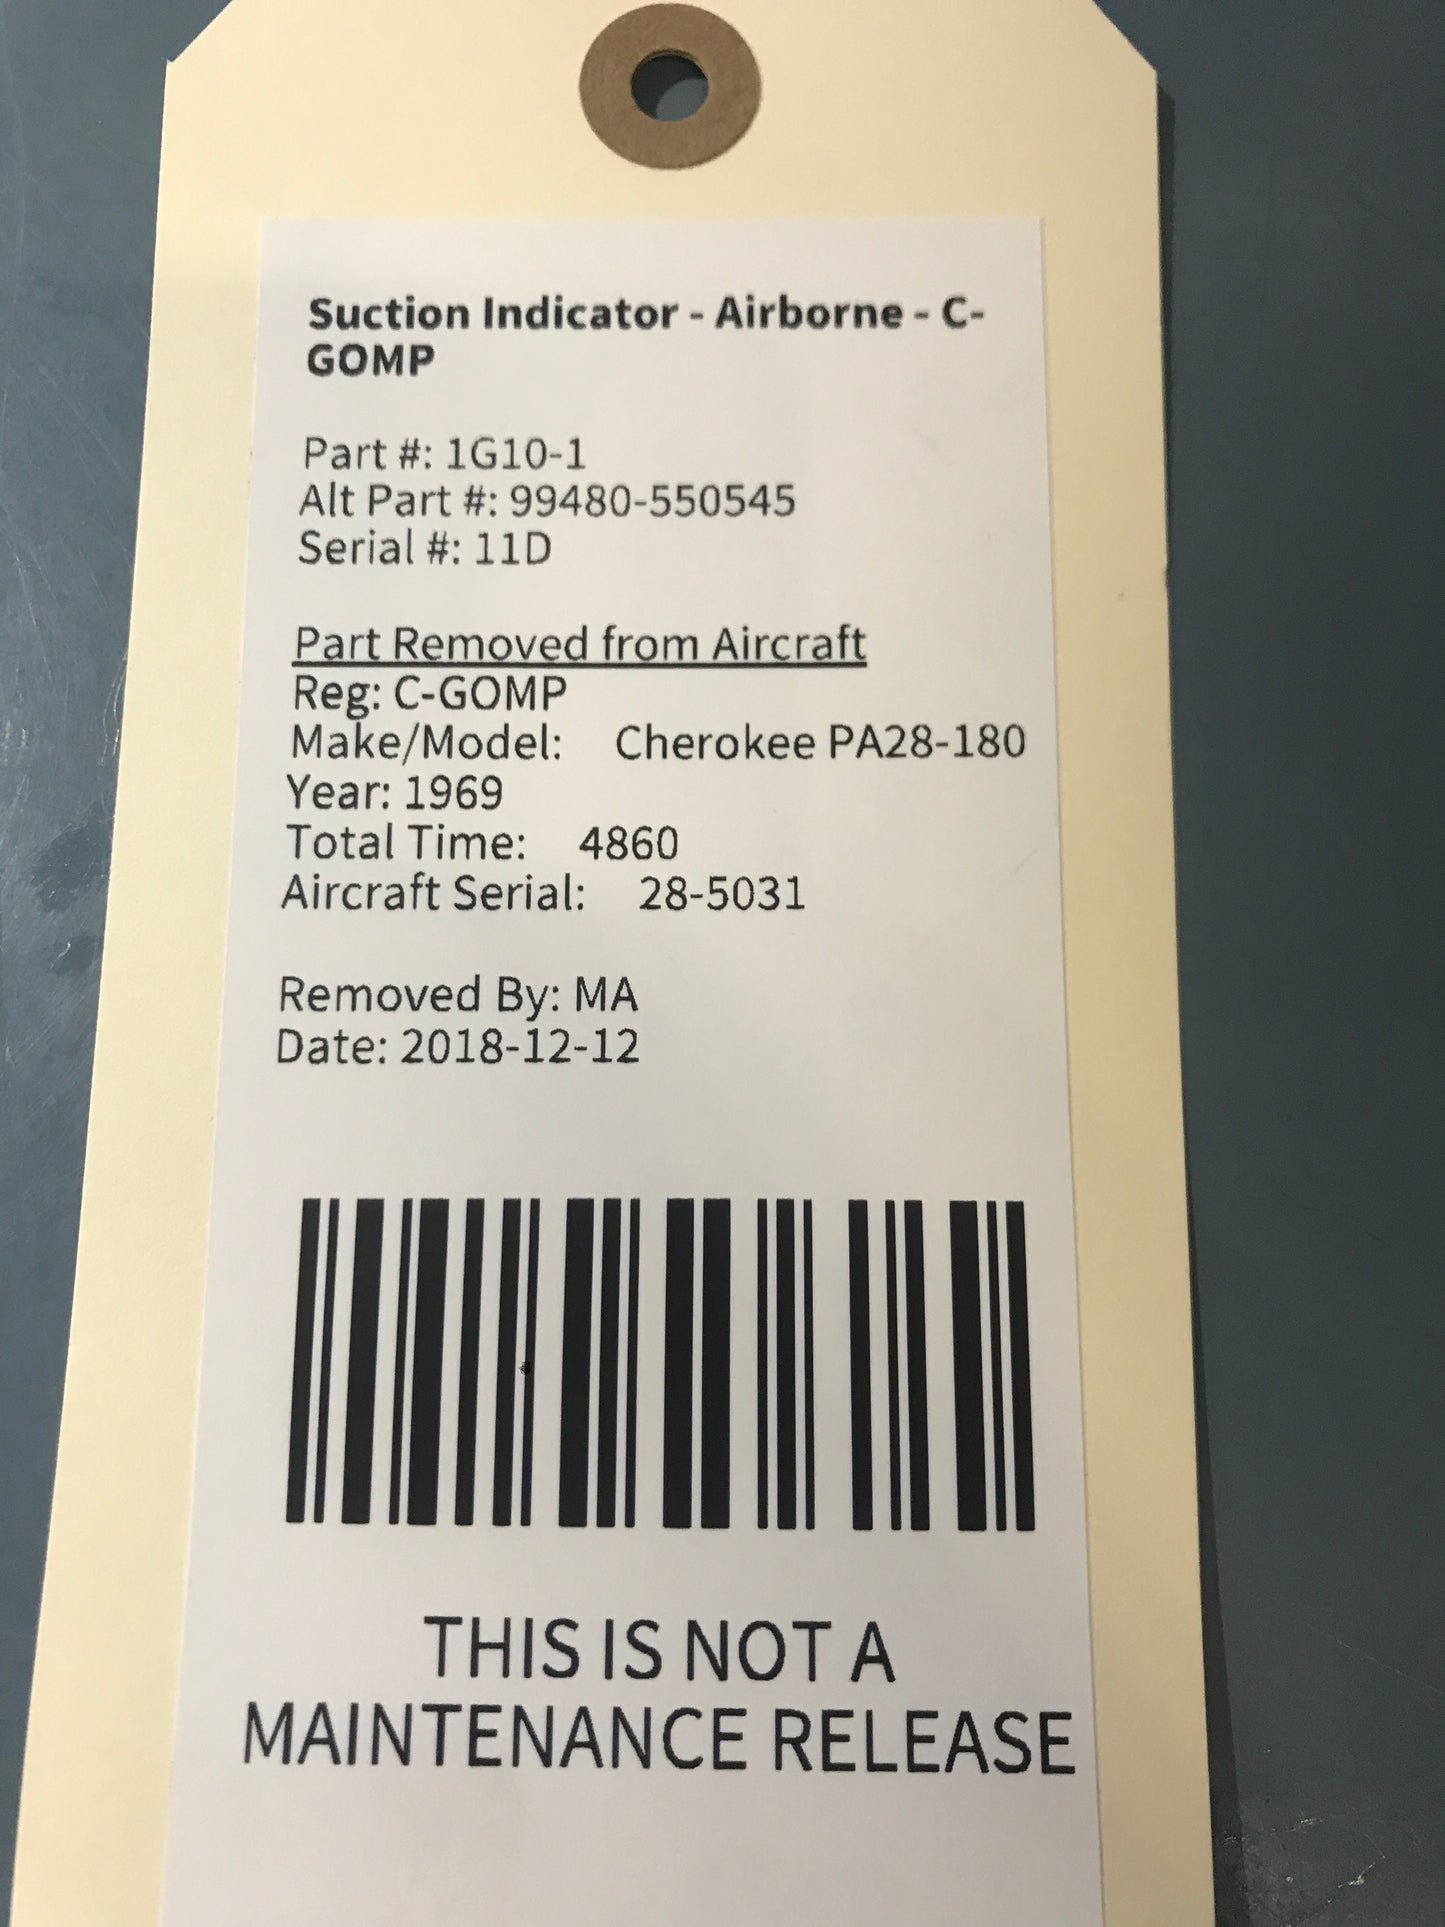 Suction Indicator - Airborne - C-
GOMP
Part #: 1G10-1
Alt Part #: 99480-550545
Serial #: 11D
Part Removed from Aircraft
Reg: C-GOMP
Make/Model: Cherokee PA28-180
Year: 1969
Total Time: 4860
Aircraft Serial: 28-5031
Removed By: MA
Date: 2018-12-12
THIS IS NOT A
MAINTENANCE RELEASE